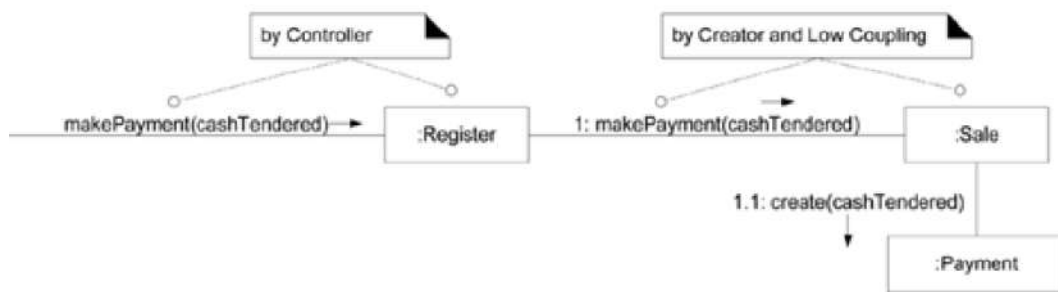 by Controller
by Creator and Low Coupling
makePayment(cashTendered)
:Register
1: makePayment(cashTendered)
:Sale
1.1: create(cashTendered)
:Payment